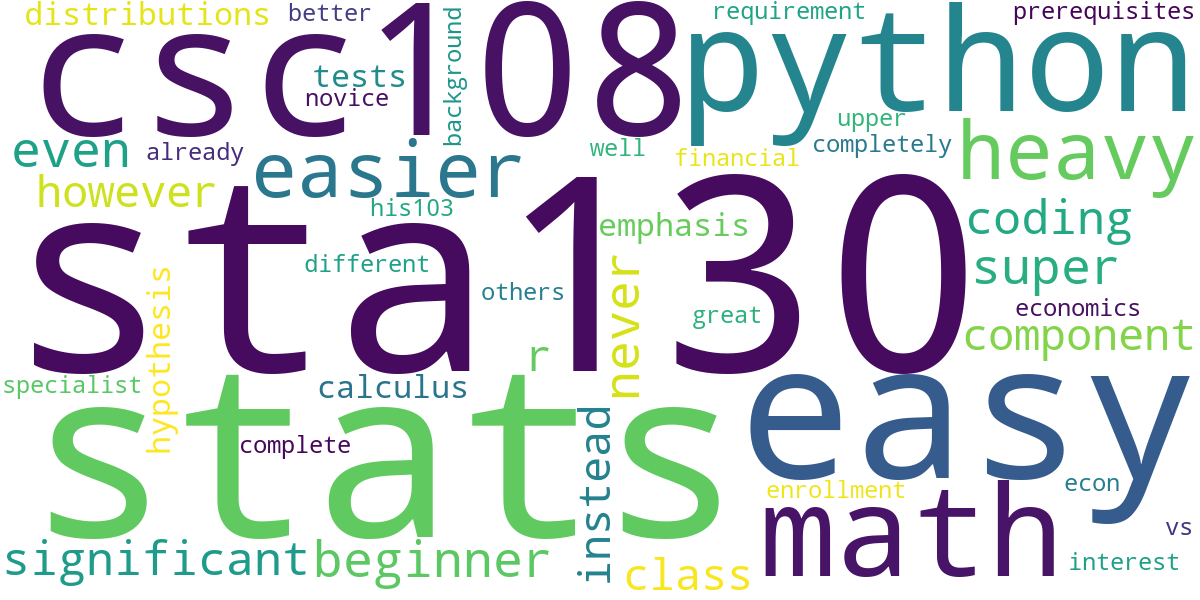 distributions
better
requirement
prerequisites
csc108
python
background
tests
novice
upper
even
already
easier
well
financial
completely
heavy
however
his103
sta130
emphasis
coding
different
others
never
super
hypothesis
great
economics
r
component
specialist
calculus
stats
easy
instead
complete
enrollment
econ
math
vs
significant
beginner
class
interest